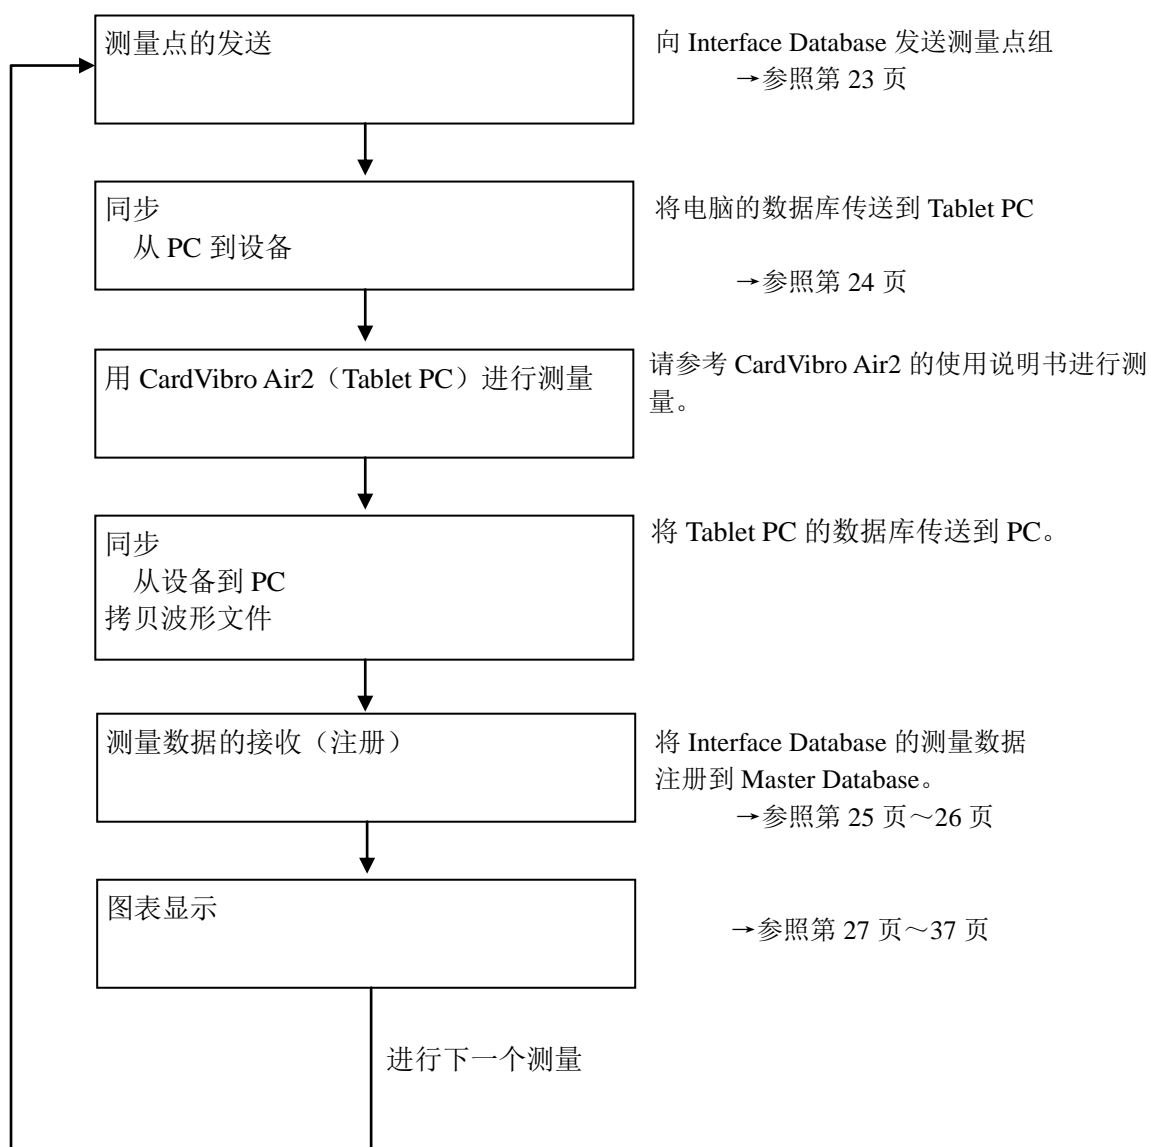 测量点的发送
向 Interface Database 发送测量点组
→参照第 23 页
同步
从 PC 到设备
将电脑的数据库传送到 Tablet PC
→参照第 24 页
用 CardVibro Air2（Tablet PC）进行测量
请参考 CardVibro Air2 的使用说明书进行测
量。
同步
从设备到 PC
拷贝波形文件
将 Tablet PC 的数据库传送到 PC。
测量数据的接收（注册）
将 Interface Database 的测量数据
注册到 Master Database。
→参照第 25 页～26 页
图表显示
→参照第 27 页～37 页
进行下一个测量